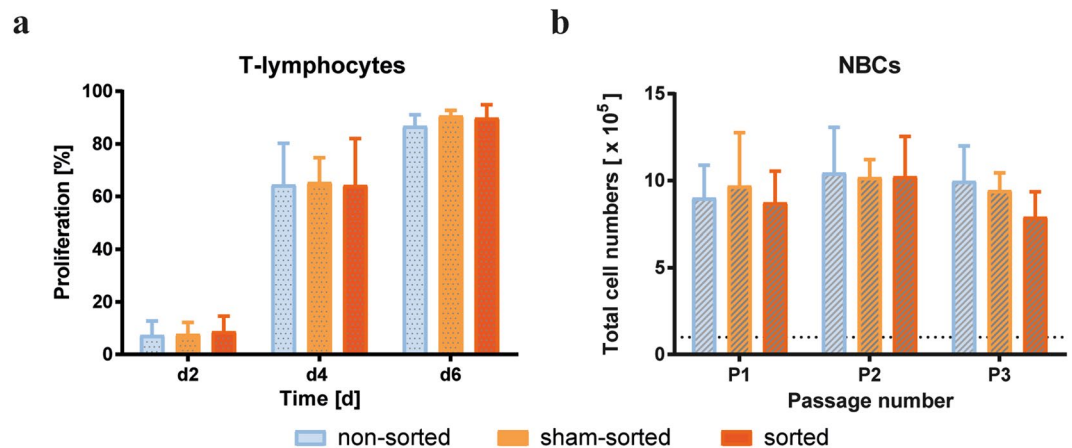 a
T-lymphocytes
Proliferation [%]
100
80
60
40
20
0
d2 d4 d6
Time [d]
b
NBCs
Total cell numbers [ x 10⁵]
15
10
5
0
P1 P2 P3
Passage number
non-sorted sham-sorted sorted